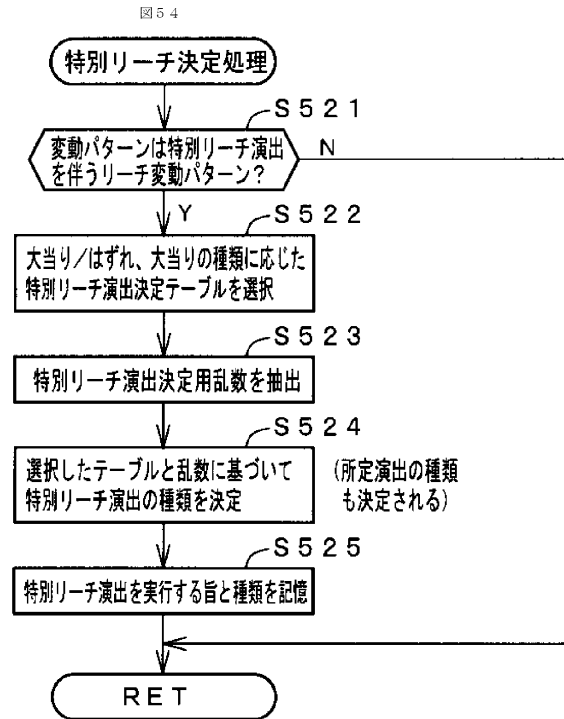 図５４
特別リーチ決定処理
Ｓ５２１
変動パターンは特別リーチ演出
を伴うリーチ変動パターン？
Ｎ
Ｙ
Ｓ５２２
大当り／はずれ、大当りの種類に応じた
特別リーチ演出決定テーブルを選択
Ｓ５２３
特別リーチ演出決定用乱数を抽出
Ｓ５２４
選択したテーブルと乱数に基づいて
特別リーチ演出の種類を決定
（所定演出の種類
も決定される）
Ｓ５２５
特別リーチ演出を実行する旨と種類を記憶
ＲＥＴ